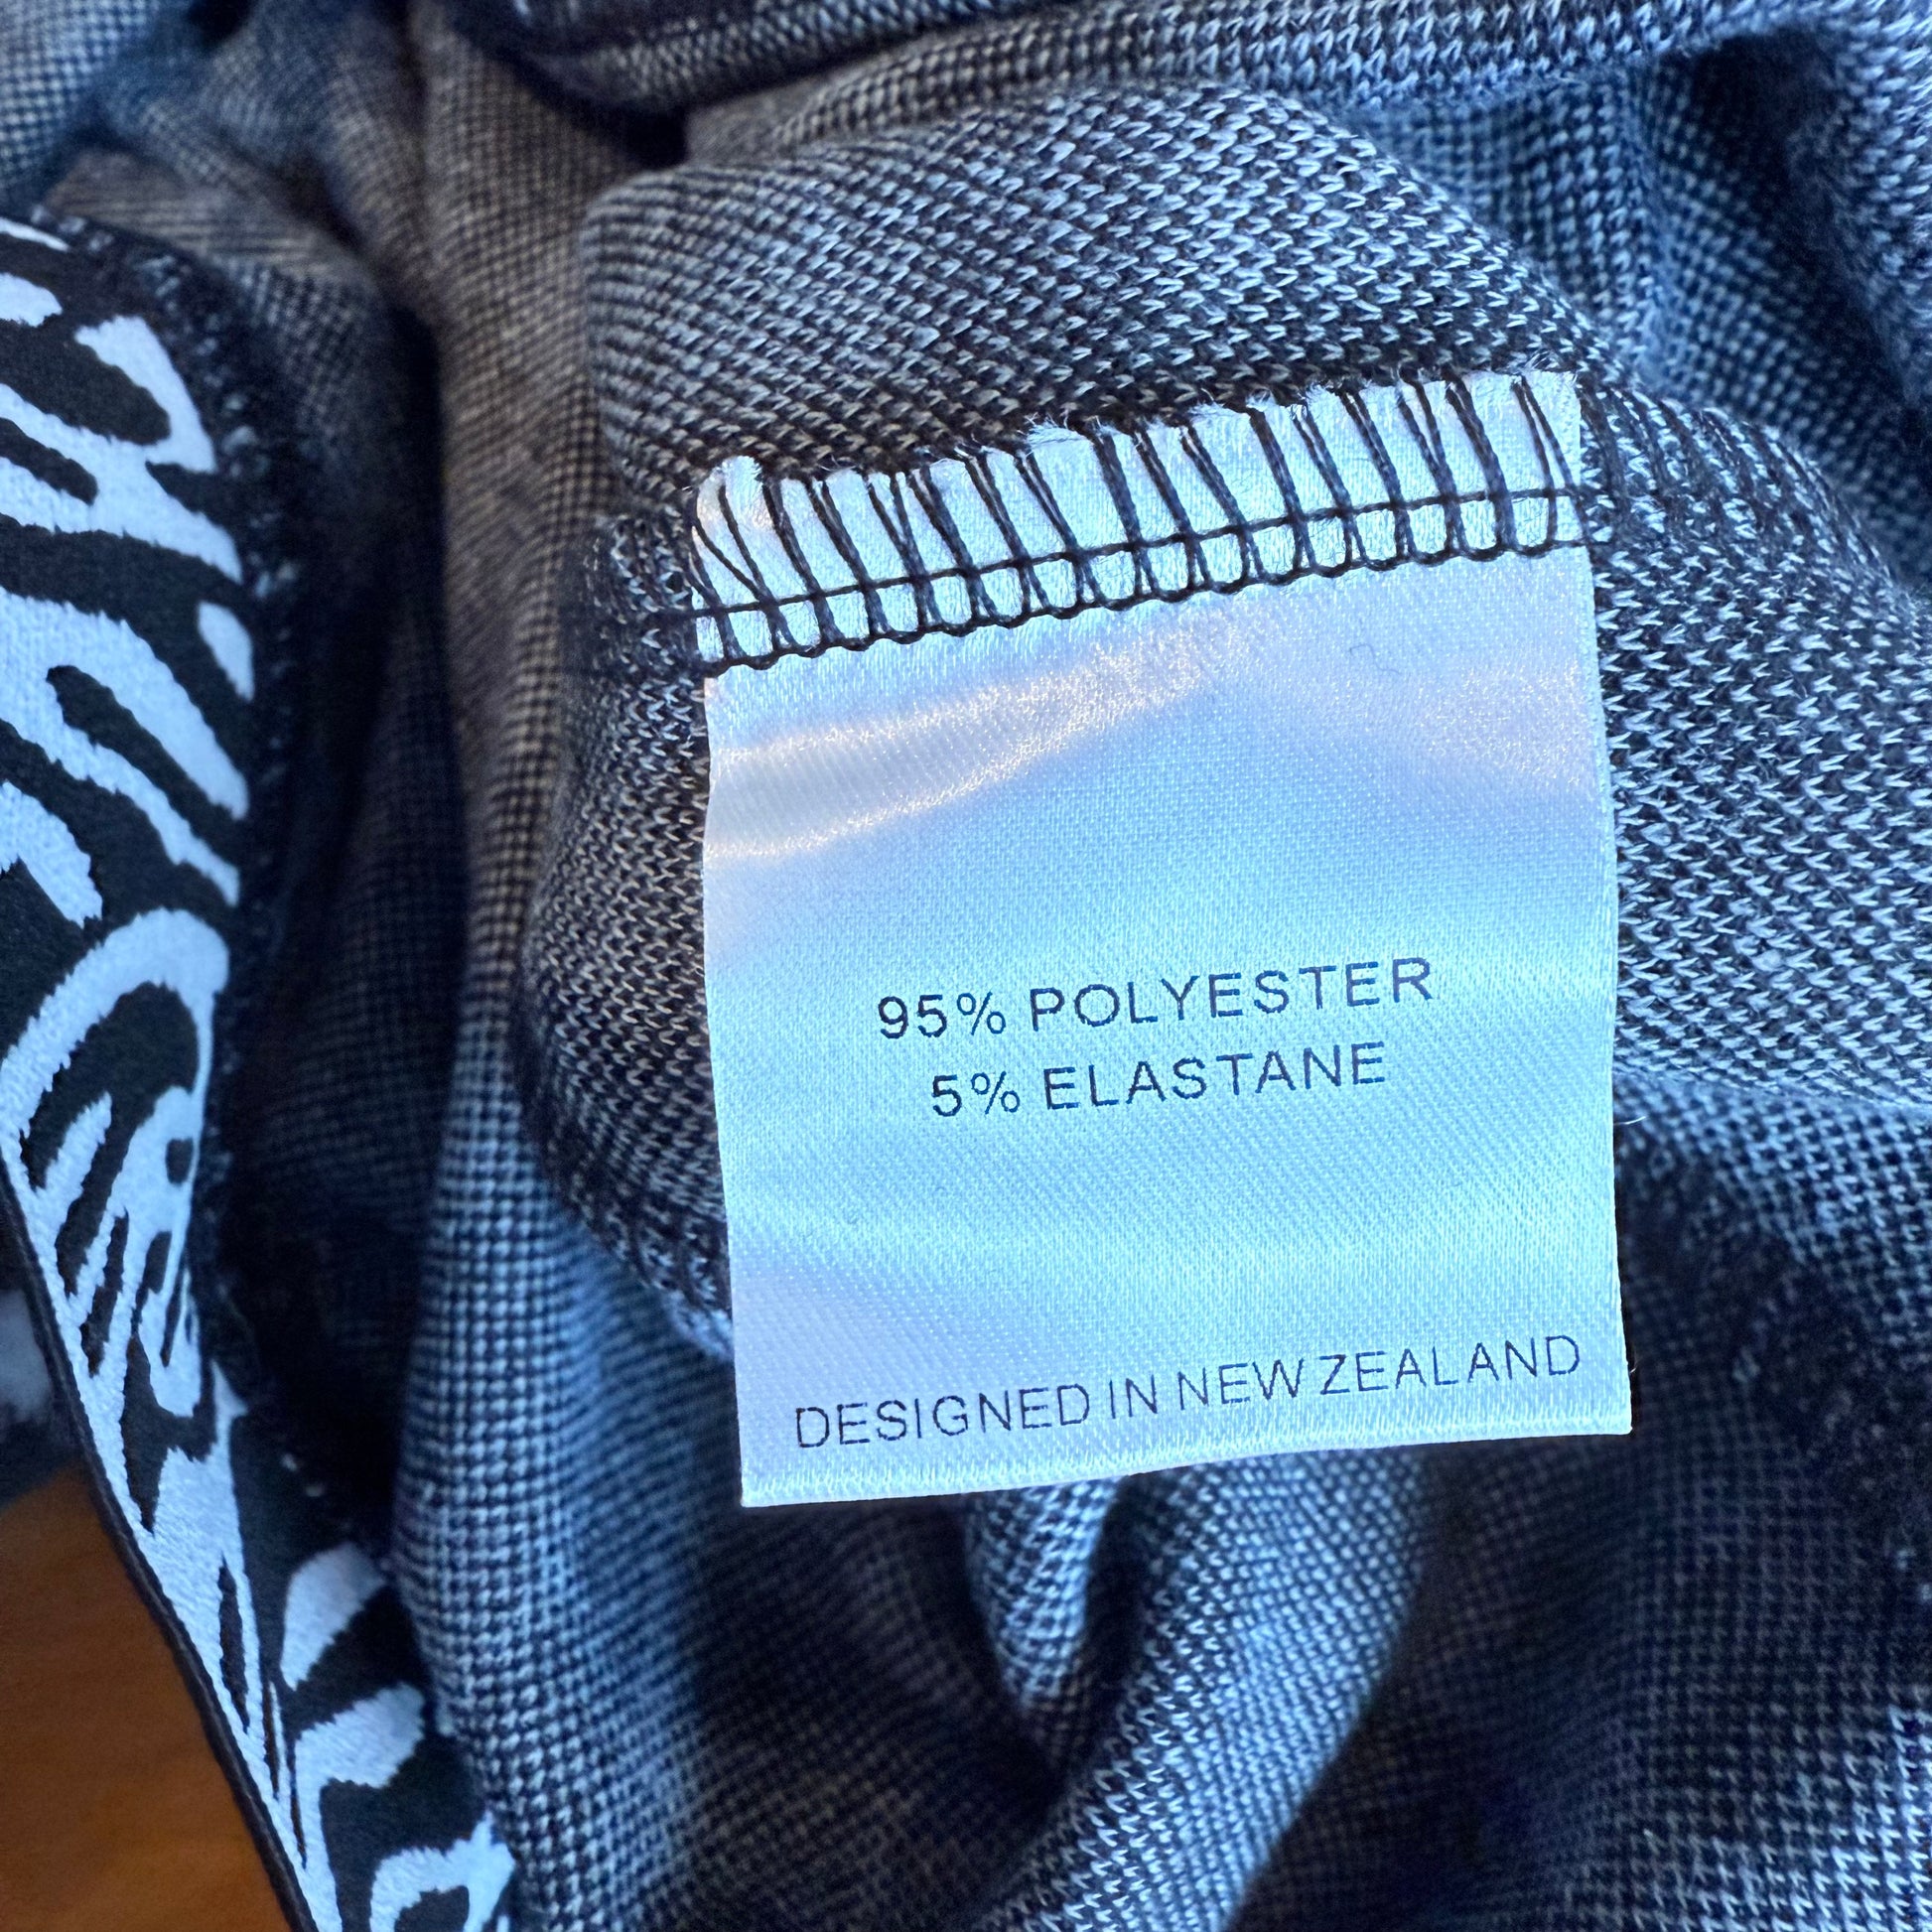 95% POLYESTER
5% ELASTANE
DESIGNED IN NEW ZEALAND